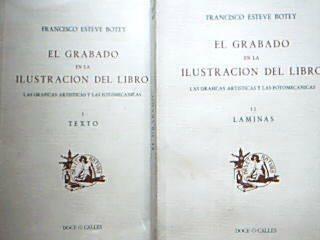 FRANCISCO ESTEVE BOTEY
EL GRABADO
EN LA
ILUSTRACION DEL LIBRO
LAS GRAFICAS ARTISTICAS Y LAS FOTOMECANICAS
I
TEXTO
DOCE CALLES
FRANCISCO ESTEVE BOTEY
EL GRABADO
EN LA
ILUSTRACION DEL LIBRO
LAS GRAFICAS ARTISTICAS Y LAS FOTOMECANICAS
LAMINAS
DOCE CALLES